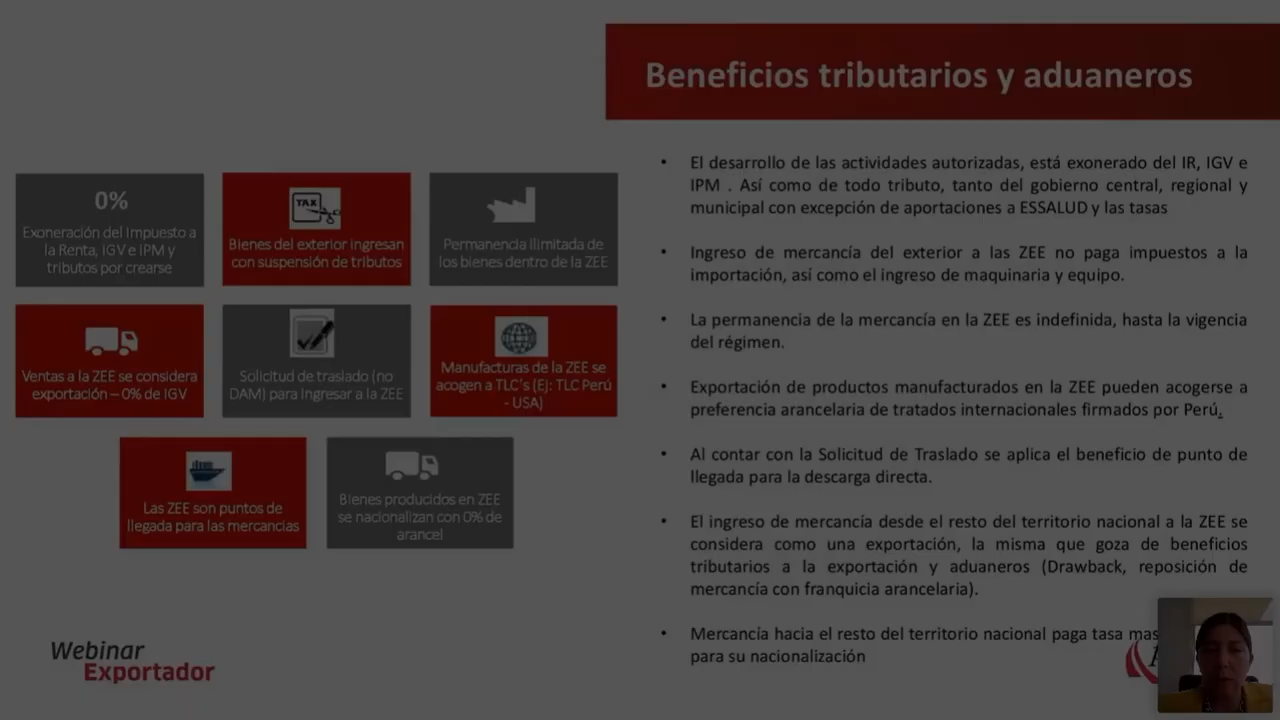 Beneficios tributarios y aduaneros
0%
Exoneración del Impuesto a
la Renta, IGV e IPM y
tributos por crearse
TAX
Bienes del exterior ingresan
con suspensión de tributos
Permanencia Ilimitada de
los bienes dentro de la ZEE
Ventas a la ZEE se considera
exportación – 0% de IGV
Solicitud de traslado (no
DAM) para Ingresar a la ZEE
Manufacturas de la ZEE se
acogen a TLC's (EJ: TLC Perú
- USA)
Las ZEE son puntos de
llegada para las mercancias
Bienes producidos en ZEE
se nacionalizan con 0% de
arancel
• El desarrollo de las actividades autorizadas, está exonerado del IR, IGV e
IPM . Así como de todo tributo, tanto del gobierno central, regional y
municipal con excepción de aportaciones a ESSALUD y las tasas
• Ingreso de mercancía del exterior a las ZEE no paga impuestos a la
importación, así como el ingreso de maquinaria y equipo.
• La permanencia de la mercancía en la ZEE es indefinida, hasta la vigencia
del régimen.
• Exportación de productos manufacturados en la ZEE pueden acogerse a
preferencia arancelaria de tratados internacionales firmados por Perú.
• Al contar con la Solicitud de Traslado se aplica el beneficio de punto de
llegada para la descarga directa.
• El ingreso de mercancía desde el resto del territorio nacional a la ZEE se
considera como una exportación, la misma que goza de beneficios
tributarios a la exportación y aduaneros (Drawback, reposición de
mercancía con franquicia arancelaria).
• Mercancía hacia el resto del territorio nacional paga tasa mas
para su nacionalización
Webinar
Exportador